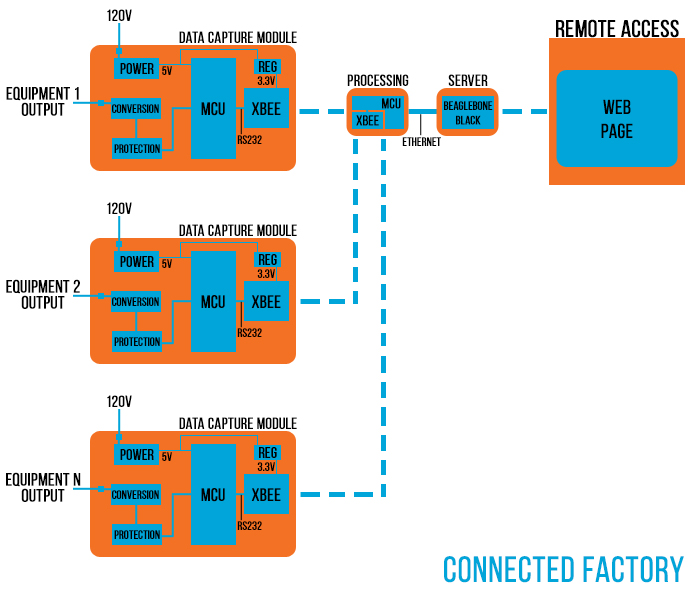 120V
DATA CAPTURE MODULE
REMOTE ACCESS
POWER
5V
REG
3.3V
EQUIPMENT 1
OUTPUT
CONVERSION
MCU
XBEE
PROTECTION
RS232
PROCESSING
MCU
XBEE
ETHERNET
SERVER
BEAGLEBONE
BLACK
WEB
PAGE
120V
DATA CAPTURE MODULE
POWER
5V
REG
3.3V
EQUIPMENT 2
OUTPUT
CONVERSION
MCU
XBEE
PROTECTION
RS232
120V
DATA CAPTURE MODULE
POWER
5V
REG
3.3V
EQUIPMENT N
OUTPUT
CONVERSION
MCU
XBEE
PROTECTION
RS232
CONNECTED FACTORY